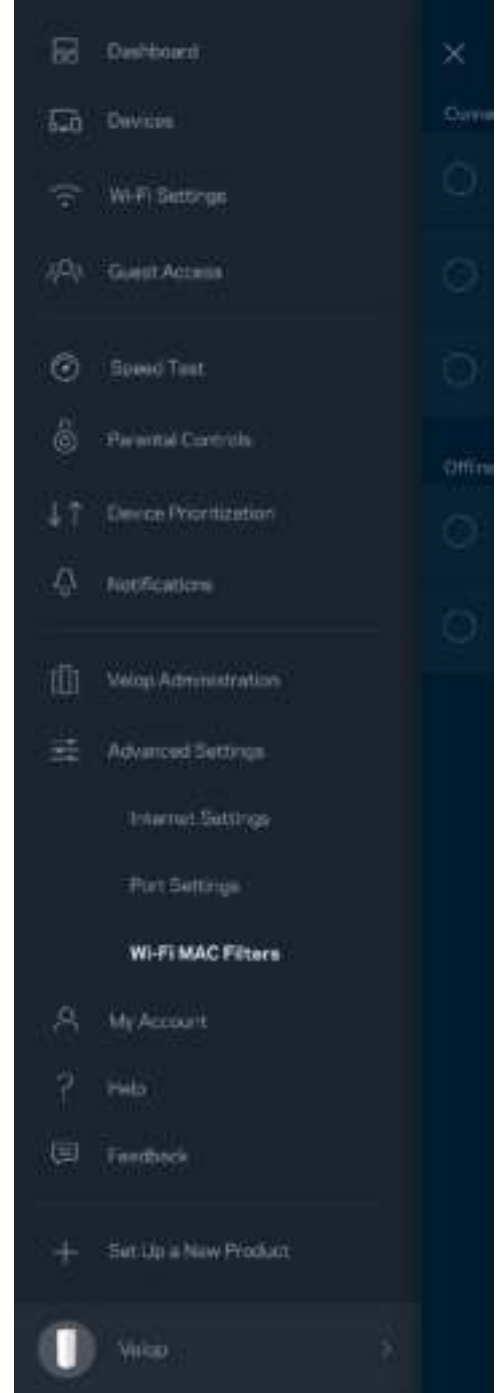 Dashboard
Devices
Wi-Fi Settings
Guest Access
Speed Test
Parental Controls
Device Prioritization
Notifications
Velop Administration
Advanced Settings
Internet Settings
Port Settings
Wi-Fi MAC Filters
My Account
Help
Feedback
Set Up a New Product
Velop
Offline